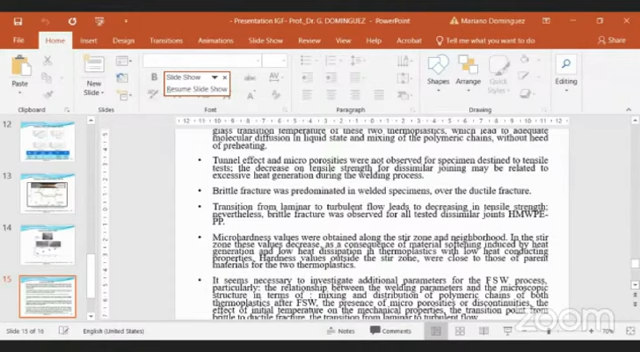 - Presentation IGF - Prof_Dr. G. DOMINGUEZ - PowerPoint
Mariano Dominguez
File Home Insert Design Transitions Animations Slide Show Review View Acrobat Tell me what you want to do Share
Paste
Clipboard
New Slide
Slides
B
Slide Show
Resume Slide Show
Font
Paragraph
Shapes Arrange Quick Styles
Drawing
Editing
12
13
14
15
glass transition temperature of these two thermoplastics, which lead to adequate
molecular diffusion in liquid state and mixing of the polymeric chains, without heed
of preheating.
• Tunnel effect and micro porosities were not observed for specimen destined to tensile
tests; the decrease on tensile strength for dissimilar joining may be related to
excessive heat generation during the welding process.
• Brittle fracture was predominated in welded specimens, over the ductile fracture.
• Transition from laminar to turbulent flow leads to decreasing in tensile strength;
nevertheless, brittle fracture was observed for all tested dissimilar joints HMWPE-
PP.
• Microhardness values were obtained along the stir zone and neighborhood. In the stir
zone these values decrease, as a consequence of material softening induced by heat
generation and low heat dissipation in thermoplastics with low heat conducting
properties. Hardness values outside the stir zone, were close to those of parent
materials for the two thermoplastics.
• It seems necessary to investigate additional parameters for the FSW process,
particularly: the relationship between the welding parameters and the microscopic
structure in terms of : mixing and distribution of polymeric chains of both
thermoplastics after FSW, the presence of micro porosities or discontinuities, the
effect of initial temperature on the mechanical properties, the transition point from
brittle to ductile fracture, the transition from laminar to turbulent flow.
zoom
Slide 15 of 16 English (United States) Notes Comments 70%